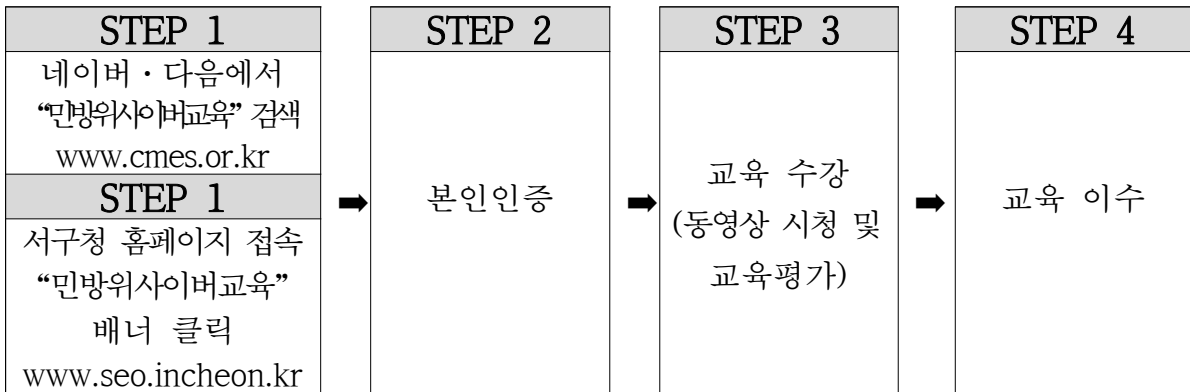 STEP 1
네이버・다음에서
“민방위사이버교육” 검색
www.cmes.or.kr
STEP 1
서구청 홈페이지 접속
“민방위사이버교육”
배너 클릭
www.seo.incheon.kr
STEP 2
본인인증
STEP 3
교육 수강
(동영상 시청 및
교육평가)
STEP 4
교육 이수